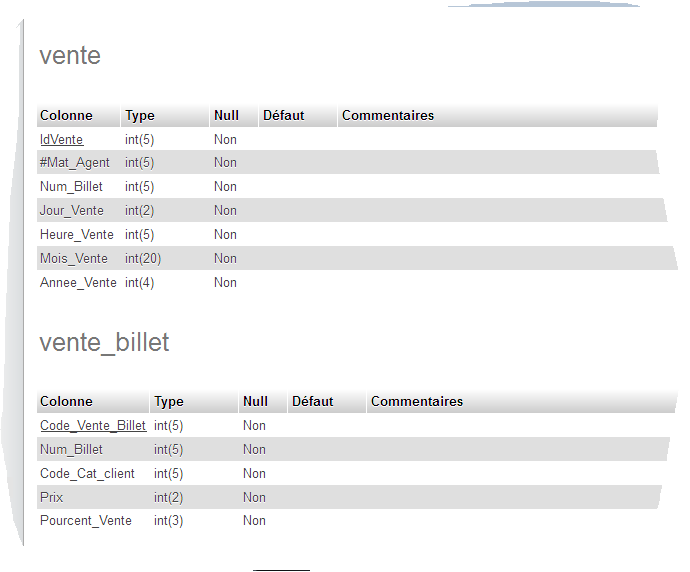 vente
Colonne Type Null Défaut Commentaires
IdVente int(5) Non
#Mat_Agent int(5) Non
Num_Billet int(5) Non
Jour_Vente int(2) Non
Heure_Vente int(5) Non
Mois_Vente int(20) Non
Annee_Vente int(4) Non
vente_billet
Colonne Type Null Défaut Commentaires
Code_Vente_Billet int(5) Non
Num_Billet int(5) Non
Code_Cat_client int(5) Non
Prix int(2) Non
Pourcent_Vente int(3) Non